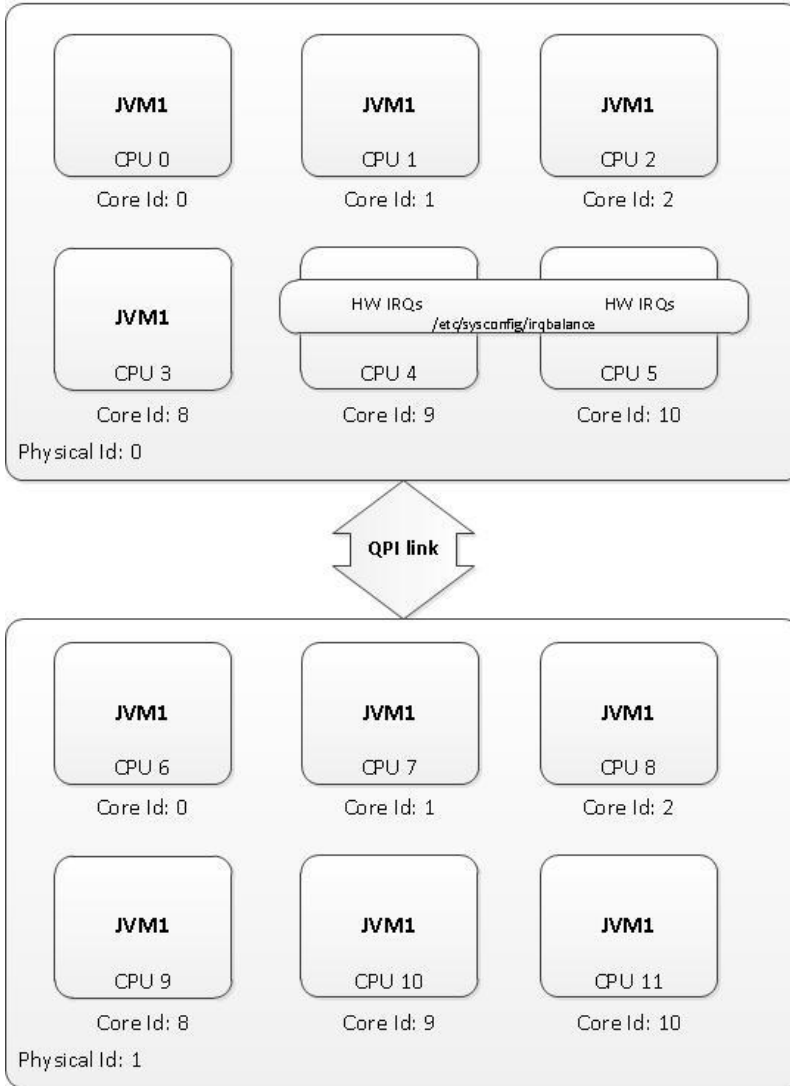 JVM1 JVM1 JVM1
CPU 0 CPU 1 CPU 2
Core Id: 0 Core Id: 1 Core Id: 2
JVM1 HW IRQs HW IRQs
/etc/sysconfig/irqbalance
CPU 3 CPU 4 CPU 5
Core Id: 8 Core Id: 9 Core Id: 10
Physical Id: 0
QPI link
JVM1 JVM1 JVM1
CPU 6 CPU 7 CPU 8
Core Id: 0 Core Id: 1 Core Id: 2
JVM1 JVM1 JVM1
CPU 9 CPU 10 CPU 11
Core Id: 8 Core Id: 9 Core Id: 10
Physical Id: 1